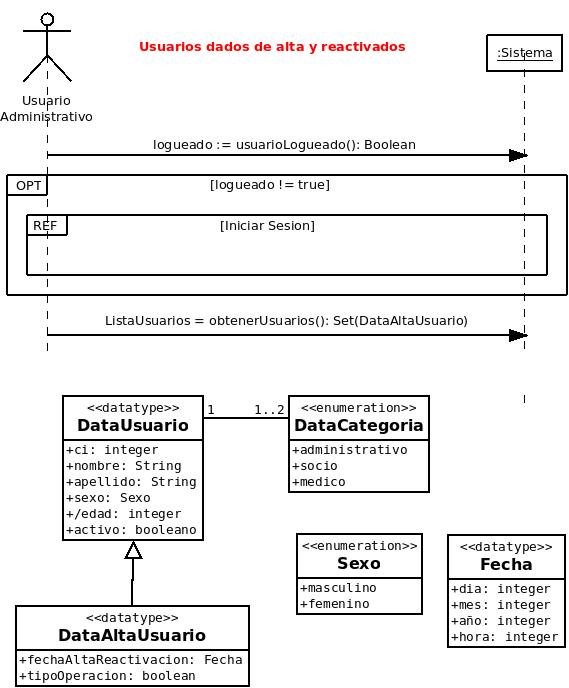 Usuarios dados de alta y reactivados
:Sistema
Usuario
Administrativo
logueado := usuarioLogueado(): Boolean
OPT
[logueado != true]
REF
[Iniciar Sesion]
ListaUsuarios = obtenerUsuarios(): Set(DataAltaUsuario)
<<datatype>>
DataUsuario
+ci: integer
+nombre: String
+apellido: String
+sexo: Sexo
+/edad: integer
+activo: booleano
1
1..2
<<enumeration>>
DataCategoria
+administrativo
+socio
+medico
<<enumeration>>
Sexo
+masculino
+femenino
<<datatype>>
Fecha
+dia: integer
+mes: integer
+año: integer
+hora: integer
<<datatype>>
DataAltaUsuario
+fechaAltaReactivacion: Fecha
+tipoOperacion: boolean